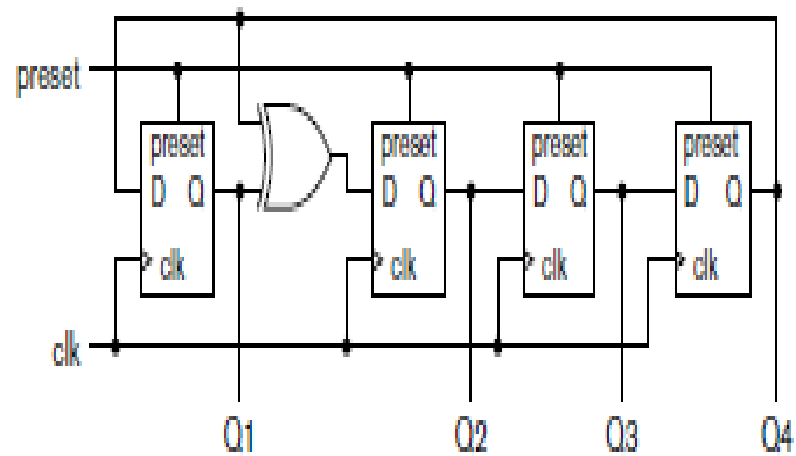 preset
preset preset preset preset
D Q D Q D Q D Q
clk clk clk clk
clk
Q1 Q2 Q3 Q4